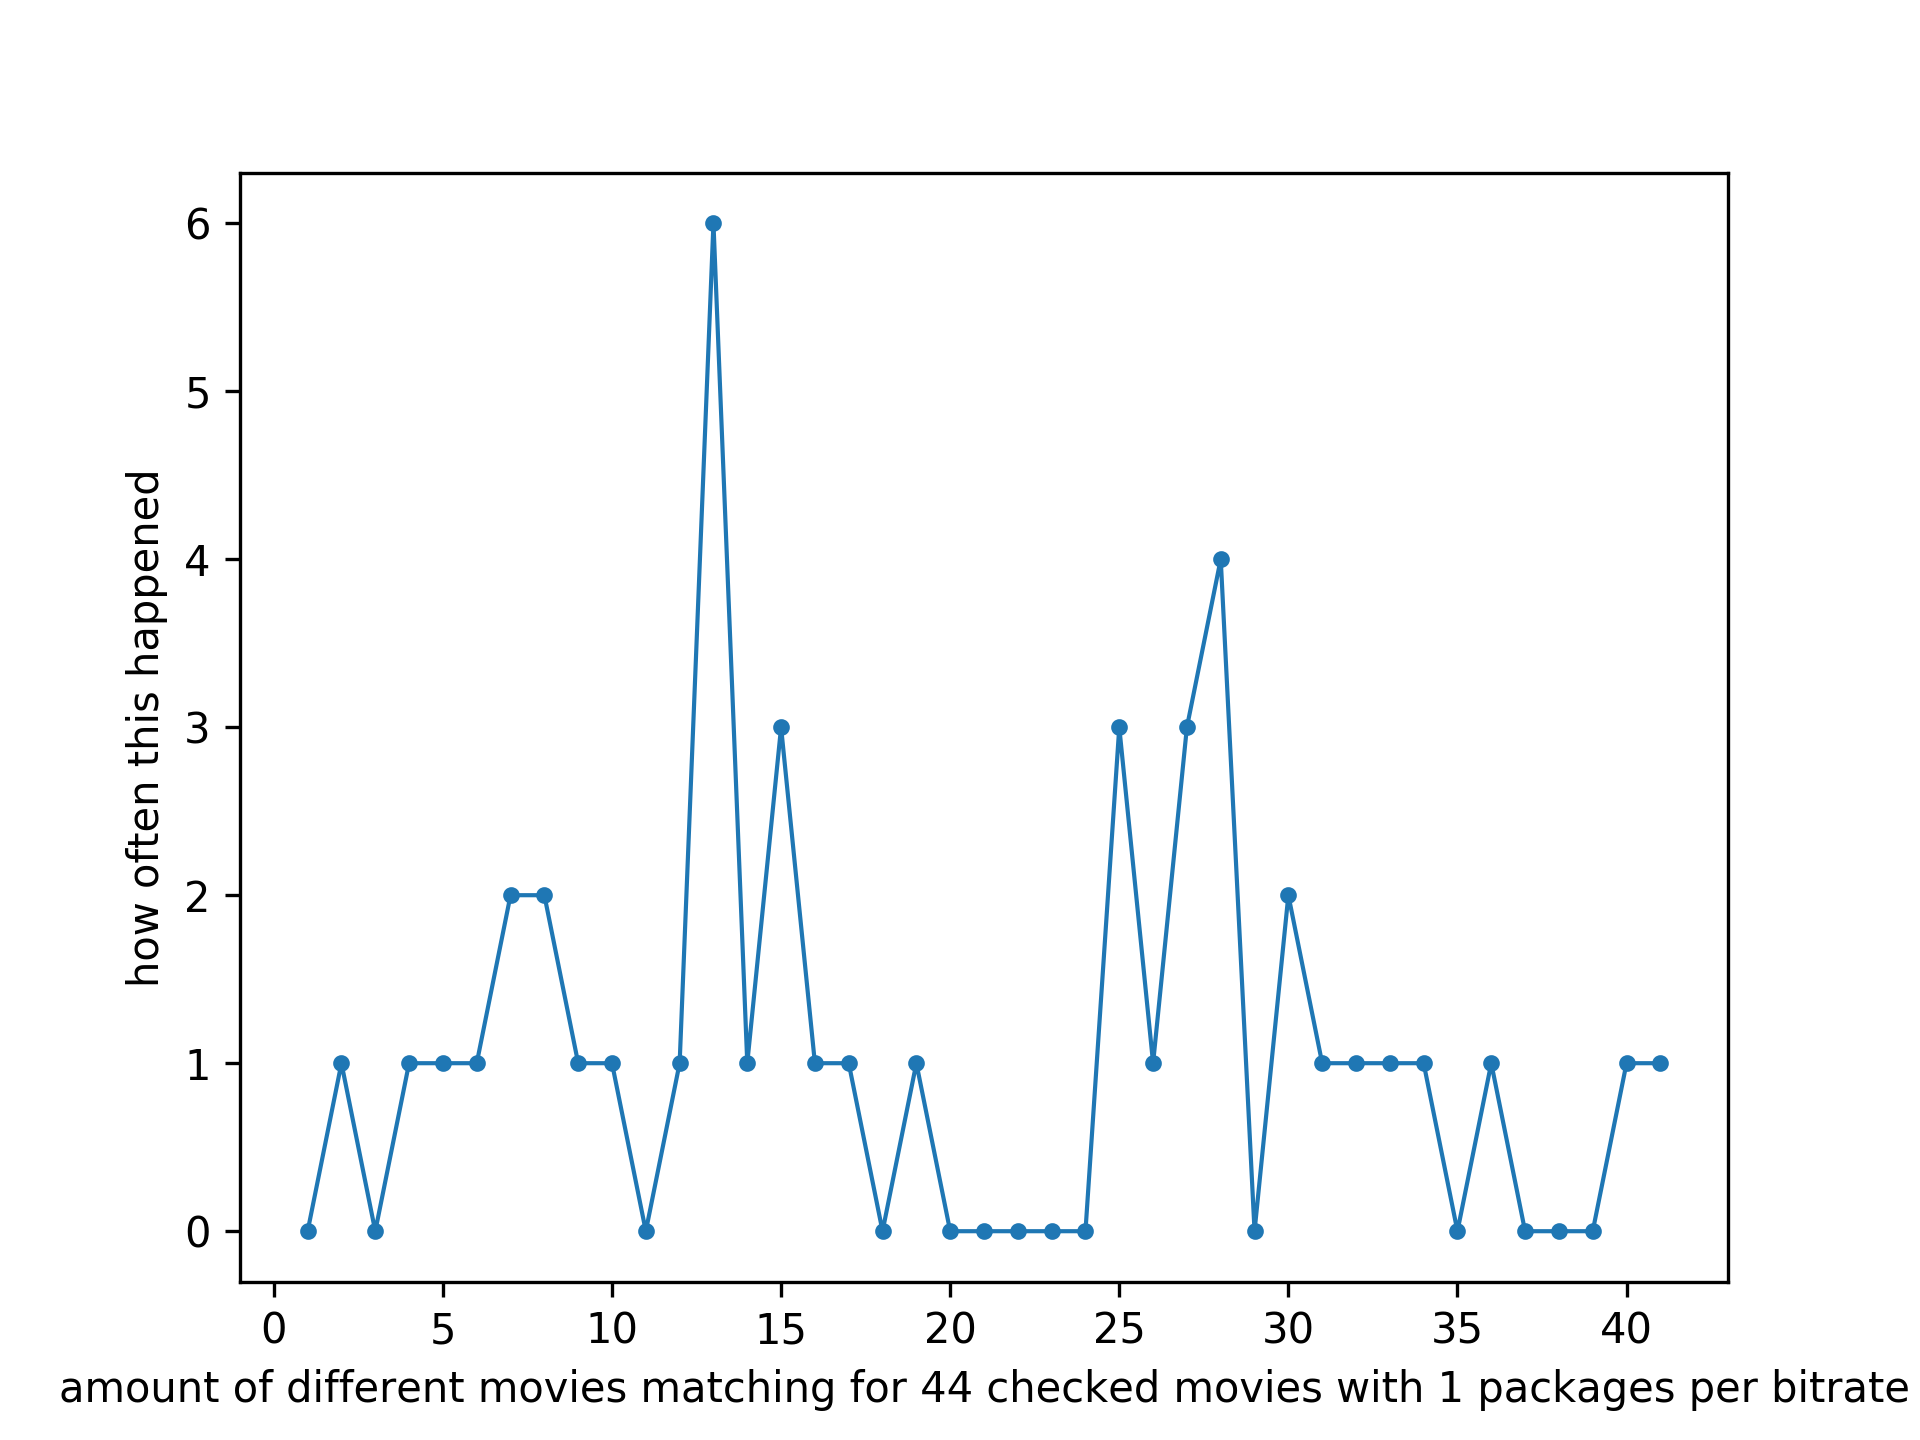 6
5
4
3
2
1
0
how often this happened
0 5 10 15 20 25 30 35 40
amount of different movies matching for 44 checked movies with 1 packages per bitrate